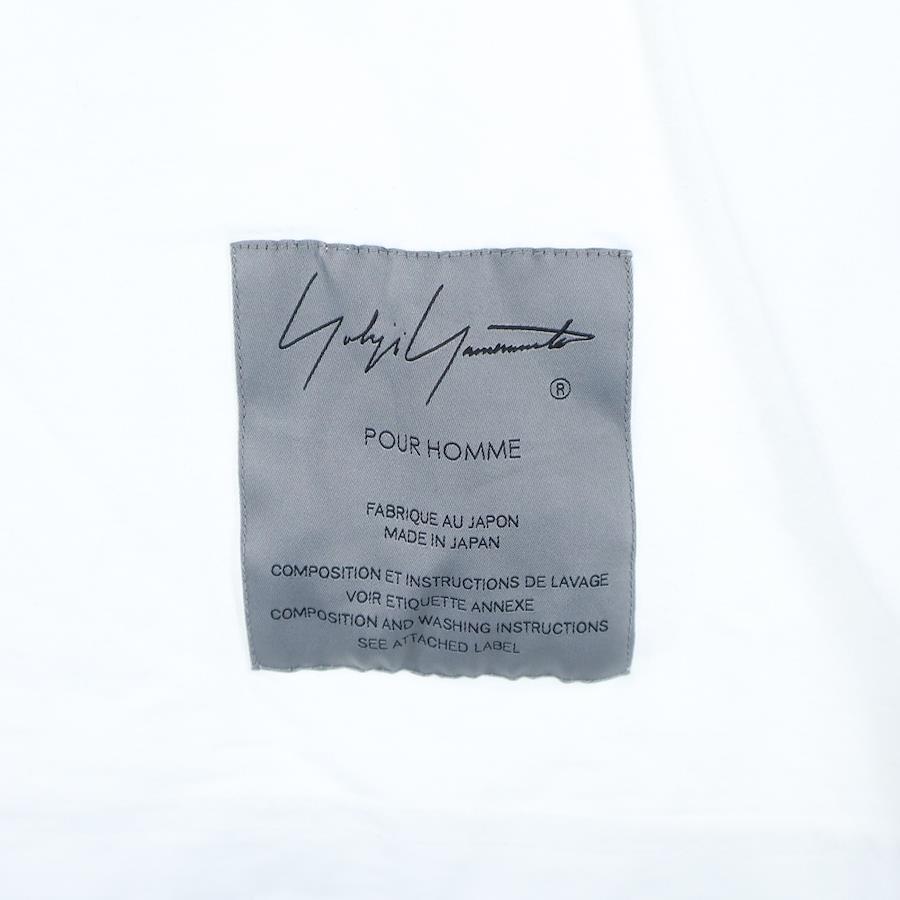 Yohji Yamamoto
®
POUR HOMME
FABRIQUE AU JAPON
MADE IN JAPAN
COMPOSITION ET INSTRUCTIONS DE LAVAGE
VOIR ETIQUETTE ANNEXE
COMPOSITION AND WASHING INSTRUCTIONS
SEE ATTACHED LABEL